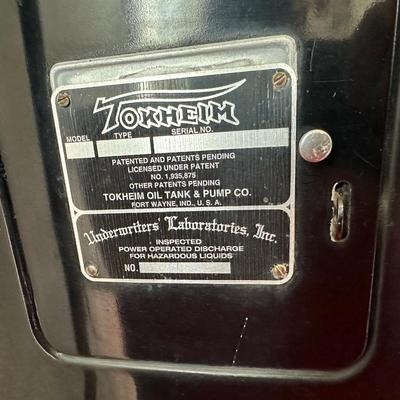 TOKHEIM
MODEL TYPE SERIAL NO.
PATENTED AND PATENTS PENDING
LICENSED UNDER PATENT
NO. 1,935,875
OTHER PATENTS PENDING
TOKHEIM OIL TANK & PUMP CO.
FORT WAYNE, IND., U. S. A.
Underwriters' Laboratories, Inc.
INSPECTED
POWER OPERATED DISCHARGE
FOR HAZARDOUS LIQUIDS
NO.